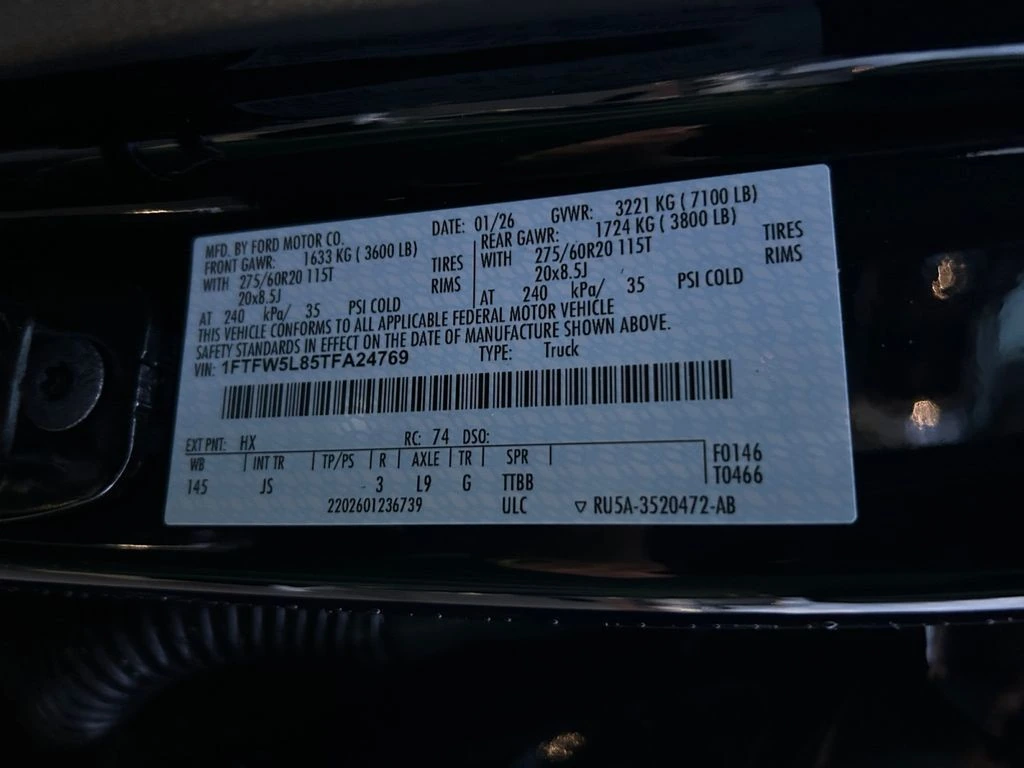 MFD. BY FORD MOTOR CO. DATE: 01/26 GVWR: 3221 KG ( 7100 LB)
FRONT GAWR: 1633 KG ( 3600 LB) REAR GAWR: 1724 KG ( 3800 LB)
WITH 275/60R20 115T TIRES WITH 275/60R20 115T TIRES
20x8.5J RIMS 20x8.5J RIMS
AT 240 kPa/ 35 PSI COLD AT 240 kPa/ 35 PSI COLD
THIS VEHICLE CONFORMS TO ALL APPLICABLE FEDERAL MOTOR VEHICLE
SAFETY STANDARDS IN EFFECT ON THE DATE OF MANUFACTURE SHOWN ABOVE.
VIN: 1FTFW5L85TFA24769 TYPE: Truck
EXT PNT: HX RC: 74 DSO:
WB INT TR TP/PS R AXLE TR SPR F0146
145 JS 3 L9 G TTBB T0466
2202601236739 ULC ▽ RU5A-3520472-AB